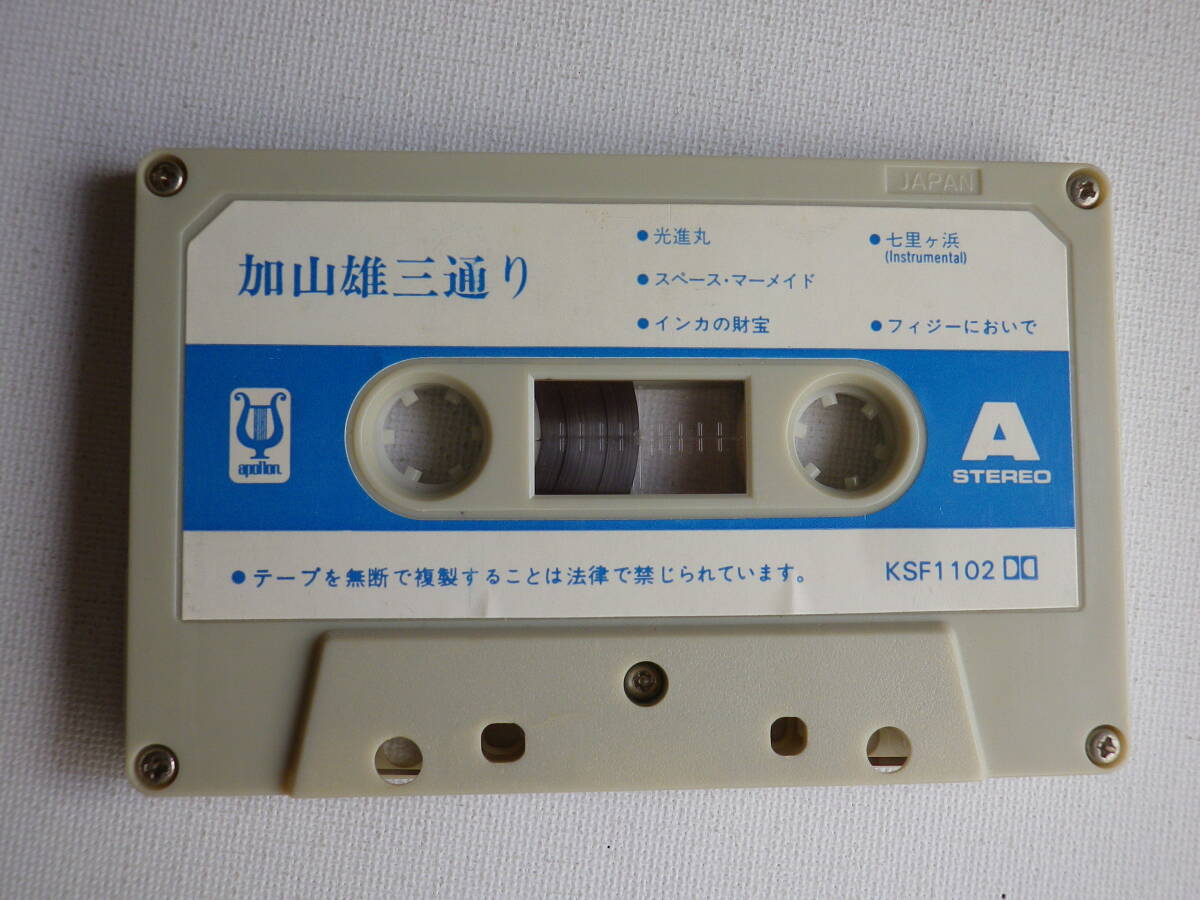 JAPAN
加山雄三通り
●光進丸
●スペース・マーメイド
●インカの財宝
●七里ヶ浜
(Instrumental)
●フィジーにおいで
apollon.
A
STEREO
●テープを無断で複製することは法律で禁じられています。
KSF1102